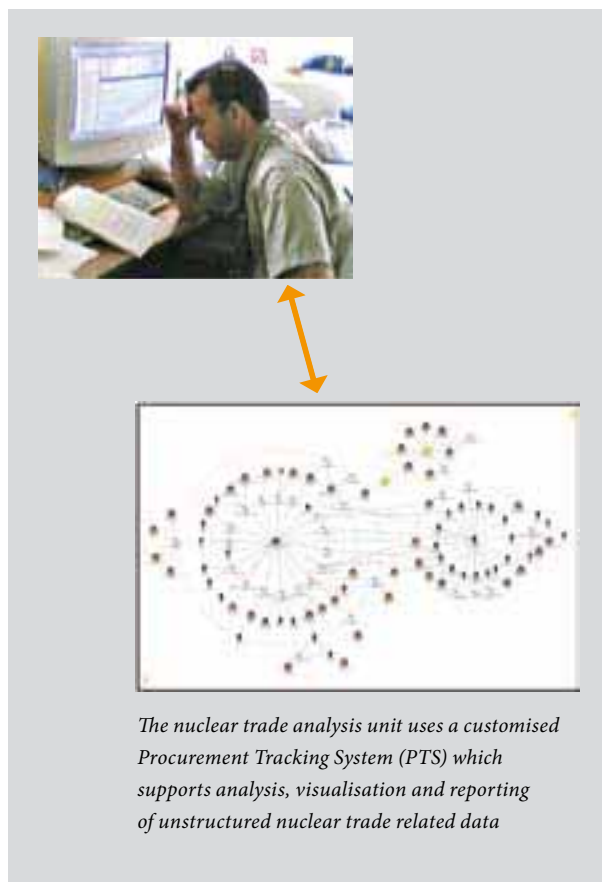 The nuclear trade analysis unit uses a customised
Procurement Tracking System (PTS) which
supports analysis, visualisation and reporting
of unstructured nuclear trade related data